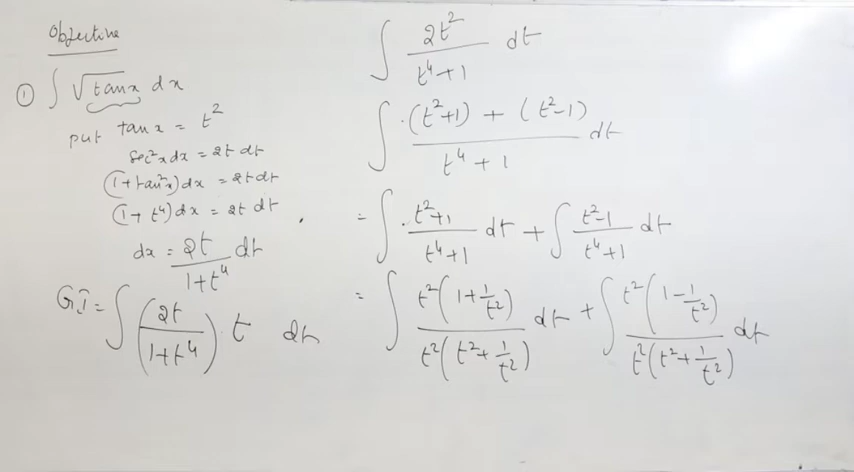 Objective
① ∫ √tanx dx
put tanx = t²
sec²x dx = 2t dt
(1+tan²x)dx = 2t dt
(1+t⁴)dx = 2t dt
dx = 2t/(1+t⁴) dt
G.I = ∫ (2t/(1+t⁴)) · t dt
∫ 2t²/(t⁴+1) dt
∫ ((t²+1) + (t²-1))/(t⁴+1) dt
= ∫ (t²+1)/(t⁴+1) dt + ∫ (t²-1)/(t⁴+1) dt
= ∫ t²(1+1/t²)/(t²(t²+1/t²)) dt + ∫ t²(1-1/t²)/(t²(t²+1/t²)) dt